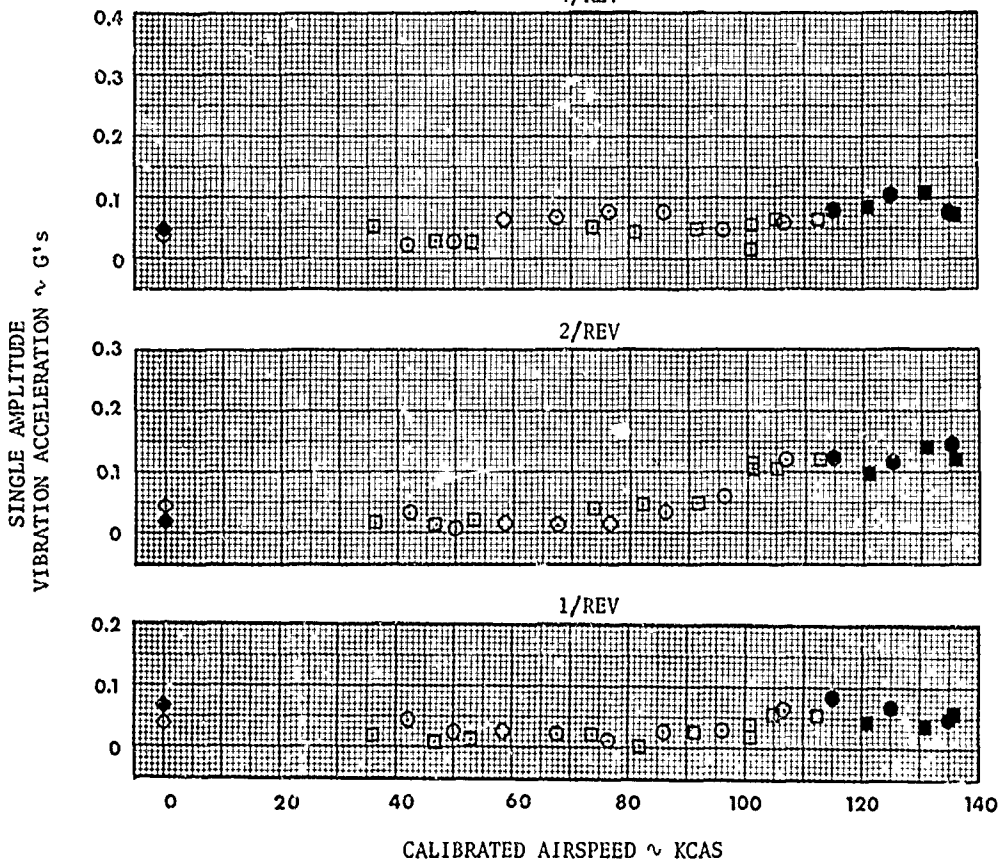 0.4
0.3
0.2
0.1
0
2/REV
0.3
0.2
0.1
0
1/REV
0.2
0.1
0
0 20 40 60 80 100 120 140
CALIBRATED AIRSPEED ∿ KCAS
SINGLE AMPLITUDE
VIBRATION ACCELERATION ∿ G's